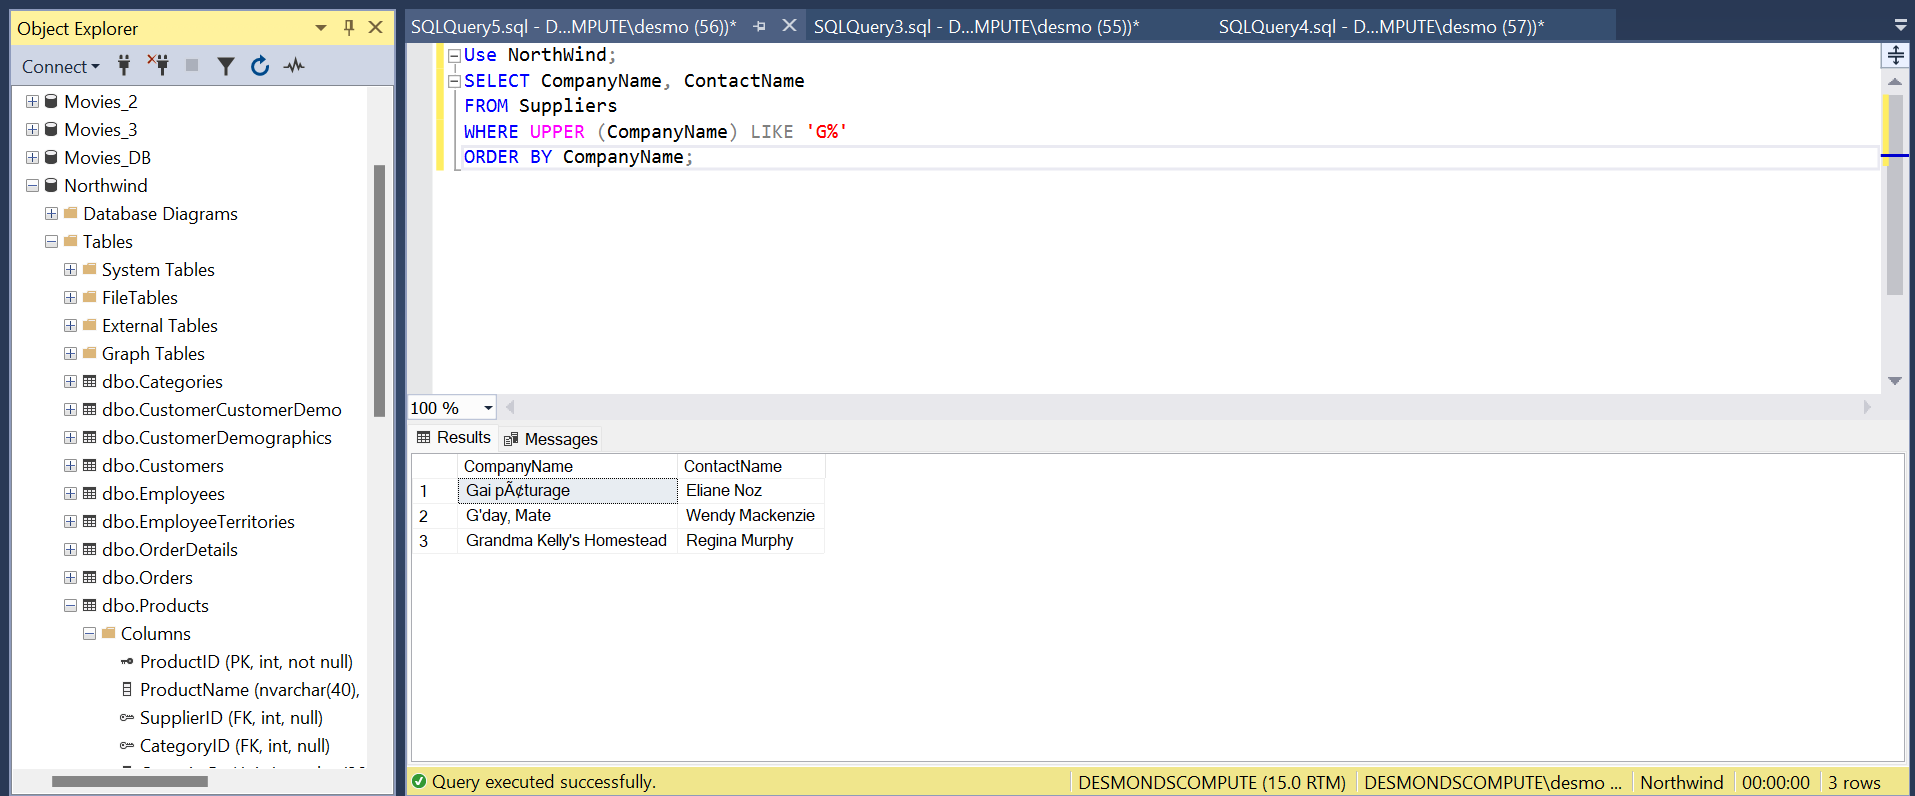 Object Explorer
Connect
Movies_2
Movies_3
Movies_DB
Northwind
Database Diagrams
Tables
System Tables
FileTables
External Tables
Graph Tables
dbo.Categories
dbo.CustomerCustomerDemo
dbo.CustomerDemographics
dbo.Customers
dbo.Employees
dbo.EmployeeTerritories
dbo.OrderDetails
dbo.Orders
dbo.Products
Columns
ProductID (PK, int, not null)
ProductName (nvarchar(40),
SupplierID (FK, int, null)
CategoryID (FK, int, null)
SQLQuery5.sql - D...MPUTE\desmo (56))* SQLQuery3.sql - D...MPUTE\desmo (55))* SQLQuery4.sql - D...MPUTE\desmo (57))*
Use NorthWind;
SELECT CompanyName, ContactName
FROM Suppliers
WHERE UPPER (CompanyName) LIKE 'G%'
ORDER BY CompanyName;
100 %
Results Messages
CompanyName ContactName
1 Gai pÃ¢turage Eliane Noz
2 G'day, Mate Wendy Mackenzie
3 Grandma Kelly's Homestead Regina Murphy
Query executed successfully. DESMONDSCOMPUTE (15.0 RTM) DESMONDSCOMPUTE\desmo ... Northwind 00:00:00 3 rows